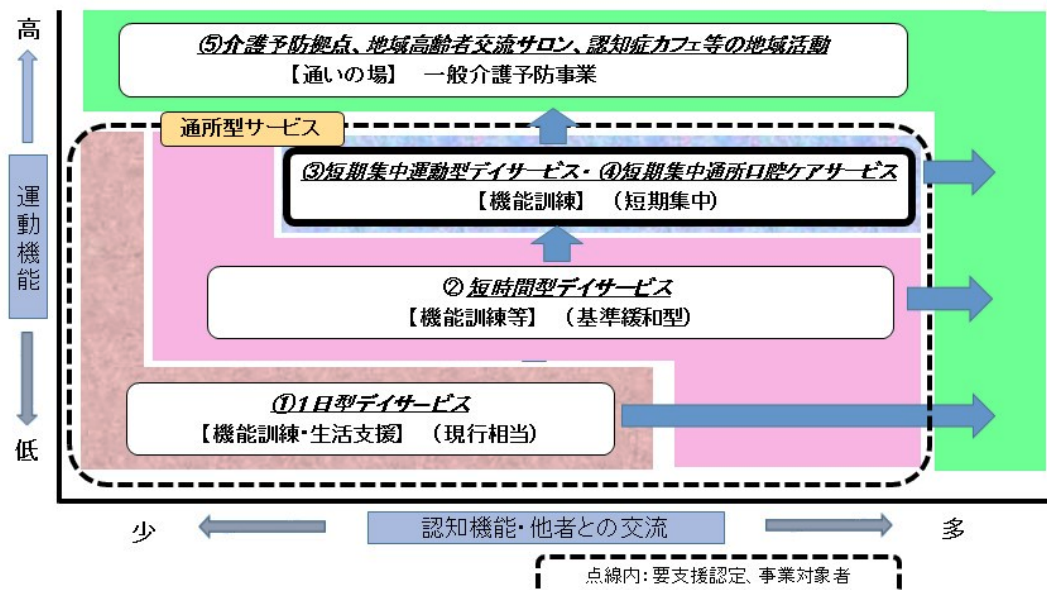 高
⑤介護予防拠点、地域高齢者交流サロン、認知症カフェ等の地域活動
【通いの場】 一般介護予防事業
通所型サービス
③短期集中運動型デイサービス・④短期集中通所口腔ケアサービス
【機能訓練】 （短期集中）
運動機能
②短時間型デイサービス
【機能訓練等】 （基準緩和型）
①1日型デイサービス
【機能訓練・生活支援】 （現行相当）
低
少
認知機能・他者との交流
多
点線内：要支援認定、事業対象者